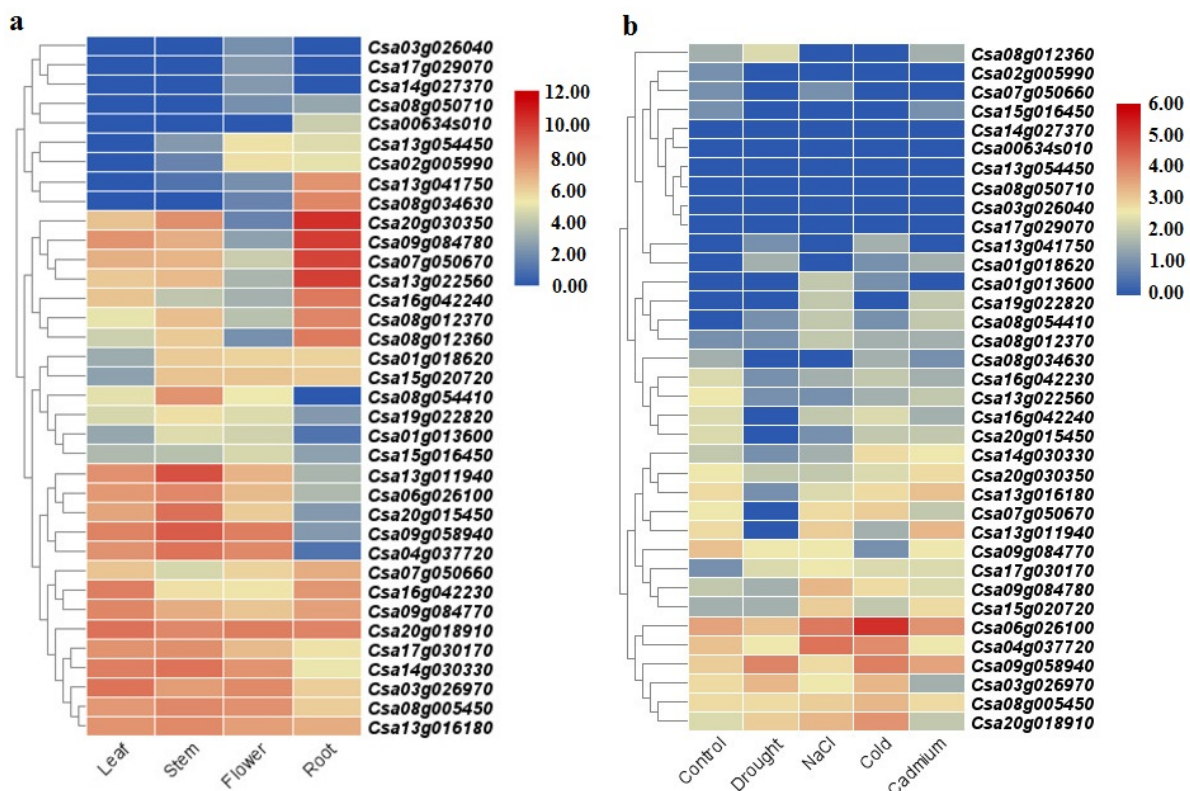 a
Csa03g026040
Csa17g029070
Csa14g027370
Csa08g050710
Csa00634s010
Csa13g054450
Csa02g005990
Csa13g041750
Csa08g034630
Csa20g030350
Csa09g084780
Csa07g050670
Csa13g022560
Csa16g042240
Csa08g012370
Csa08g012360
Csa01g018620
Csa15g020720
Csa08g054410
Csa19g022820
Csa01g013600
Csa15g016450
Csa13g011940
Csa06g026100
Csa20g015450
Csa09g058940
Csa04g037720
Csa07g050660
Csa16g042230
Csa09g084770
Csa20g018910
Csa17g030170
Csa14g030330
Csa03g026970
Csa08g005450
Csa13g016180
Leaf Stem Flower Root
12.00
10.00
8.00
6.00
4.00
2.00
0.00
b
Csa08g012360
Csa02g005990
Csa07g050660
Csa15g016450
Csa14g027370
Csa00634s010
Csa13g054450
Csa08g050710
Csa03g026040
Csa17g029070
Csa13g041750
Csa01g018620
Csa01g013600
Csa19g022820
Csa08g054410
Csa08g012370
Csa08g034630
Csa16g042230
Csa13g022560
Csa16g042240
Csa20g015450
Csa14g030330
Csa20g030350
Csa13g016180
Csa07g050670
Csa13g011940
Csa09g084770
Csa17g030170
Csa09g084780
Csa15g020720
Csa06g026100
Csa04g037720
Csa09g058940
Csa03g026970
Csa08g005450
Csa20g018910
Control Drought NaCl Cold Cadmium
6.00
5.00
4.00
3.00
2.00
1.00
0.00